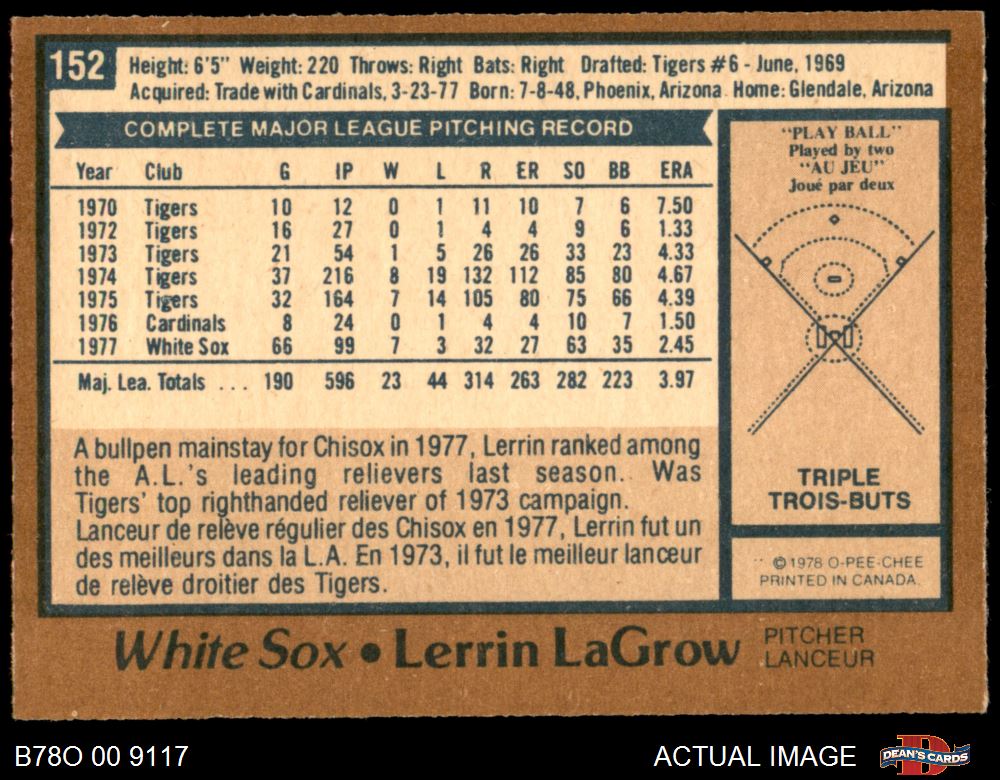 152
Height: 6'5" Weight: 220 Throws: Right Bats: Right Drafted: Tigers #6 - June, 1969
Acquired: Trade with Cardinals, 3-23-77 Born: 7-8-48, Phoenix, Arizona Home: Glendale, Arizona
COMPLETE MAJOR LEAGUE PITCHING RECORD
Year Club G IP W L R ER SO BB ERA
1970 Tigers 10 12 0 1 11 10 7 6 7.50
1972 Tigers 16 27 0 1 4 4 9 6 1.33
1973 Tigers 21 54 1 5 26 26 33 23 4.33
1974 Tigers 37 216 8 19 132 112 85 80 4.67
1975 Tigers 32 164 7 14 105 80 75 66 4.39
1976 Cardinals 8 24 0 1 4 4 10 7 1.50
1977 White Sox 66 99 7 3 32 27 63 35 2.45
Maj. Lea. Totals ... 190 596 23 44 314 263 282 223 3.97
A bullpen mainstay for Chisox in 1977, Lerrin ranked among
the A.L.'s leading relievers last season. Was
Tigers' top righthanded reliever of 1973 campaign.
Lanceur de relève régulier des Chisox en 1977, Lerrin fut un
des meilleurs dans la L.A. En 1973, il fut le meilleur lanceur
de relève droitier des Tigers.
"PLAY BALL"
Played by two
"AU JEU"
Joué par deux
TRIPLE
TROIS-BUTS
©1978 O-PEE-CHEE
PRINTED IN CANADA.
White Sox • Lerrin LaGrow
PITCHER
LANCEUR
B78O 00 9117
ACTUAL IMAGE
DEAN'S CARDS